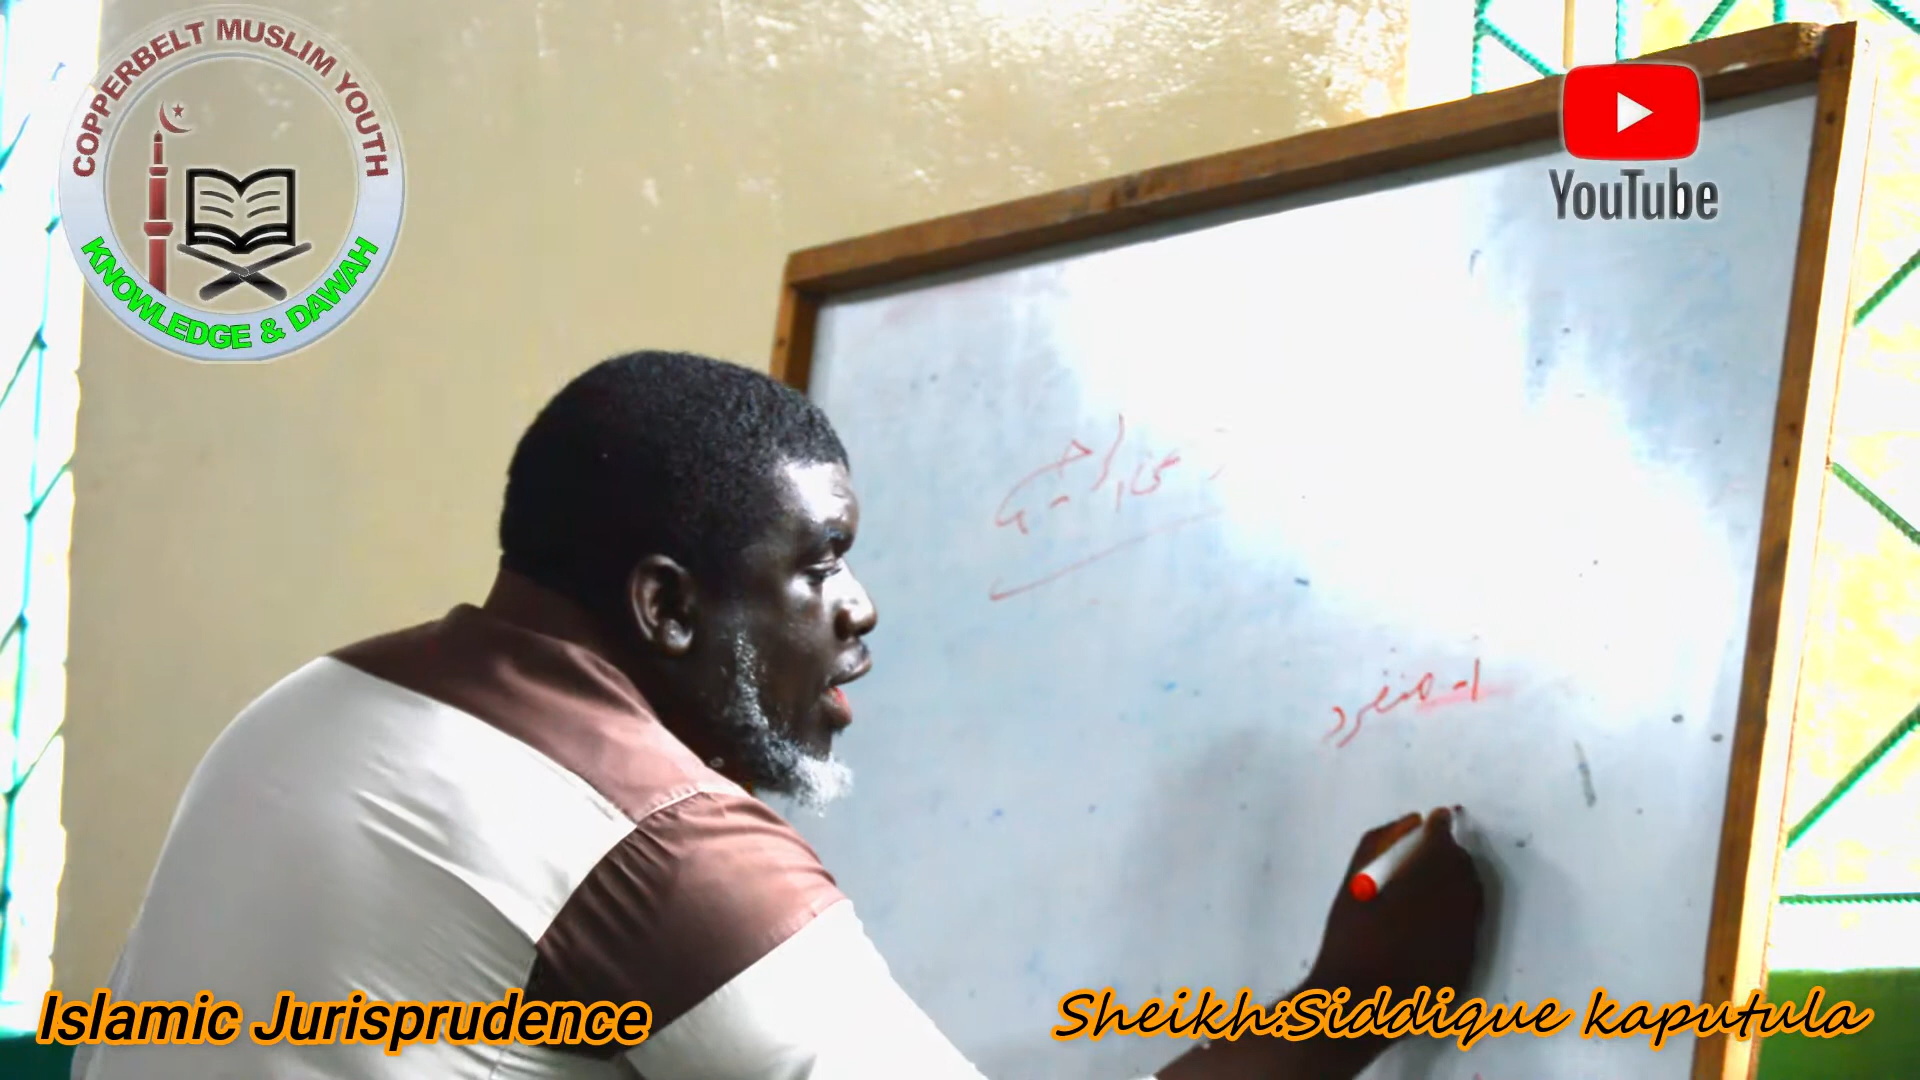 COPPERBELT MUSLIM YOUTH
KNOWLEDGE & DAWAH
YouTube
١- منفرد
Islamic Jurisprudence
Sheikh:Siddique kaputula